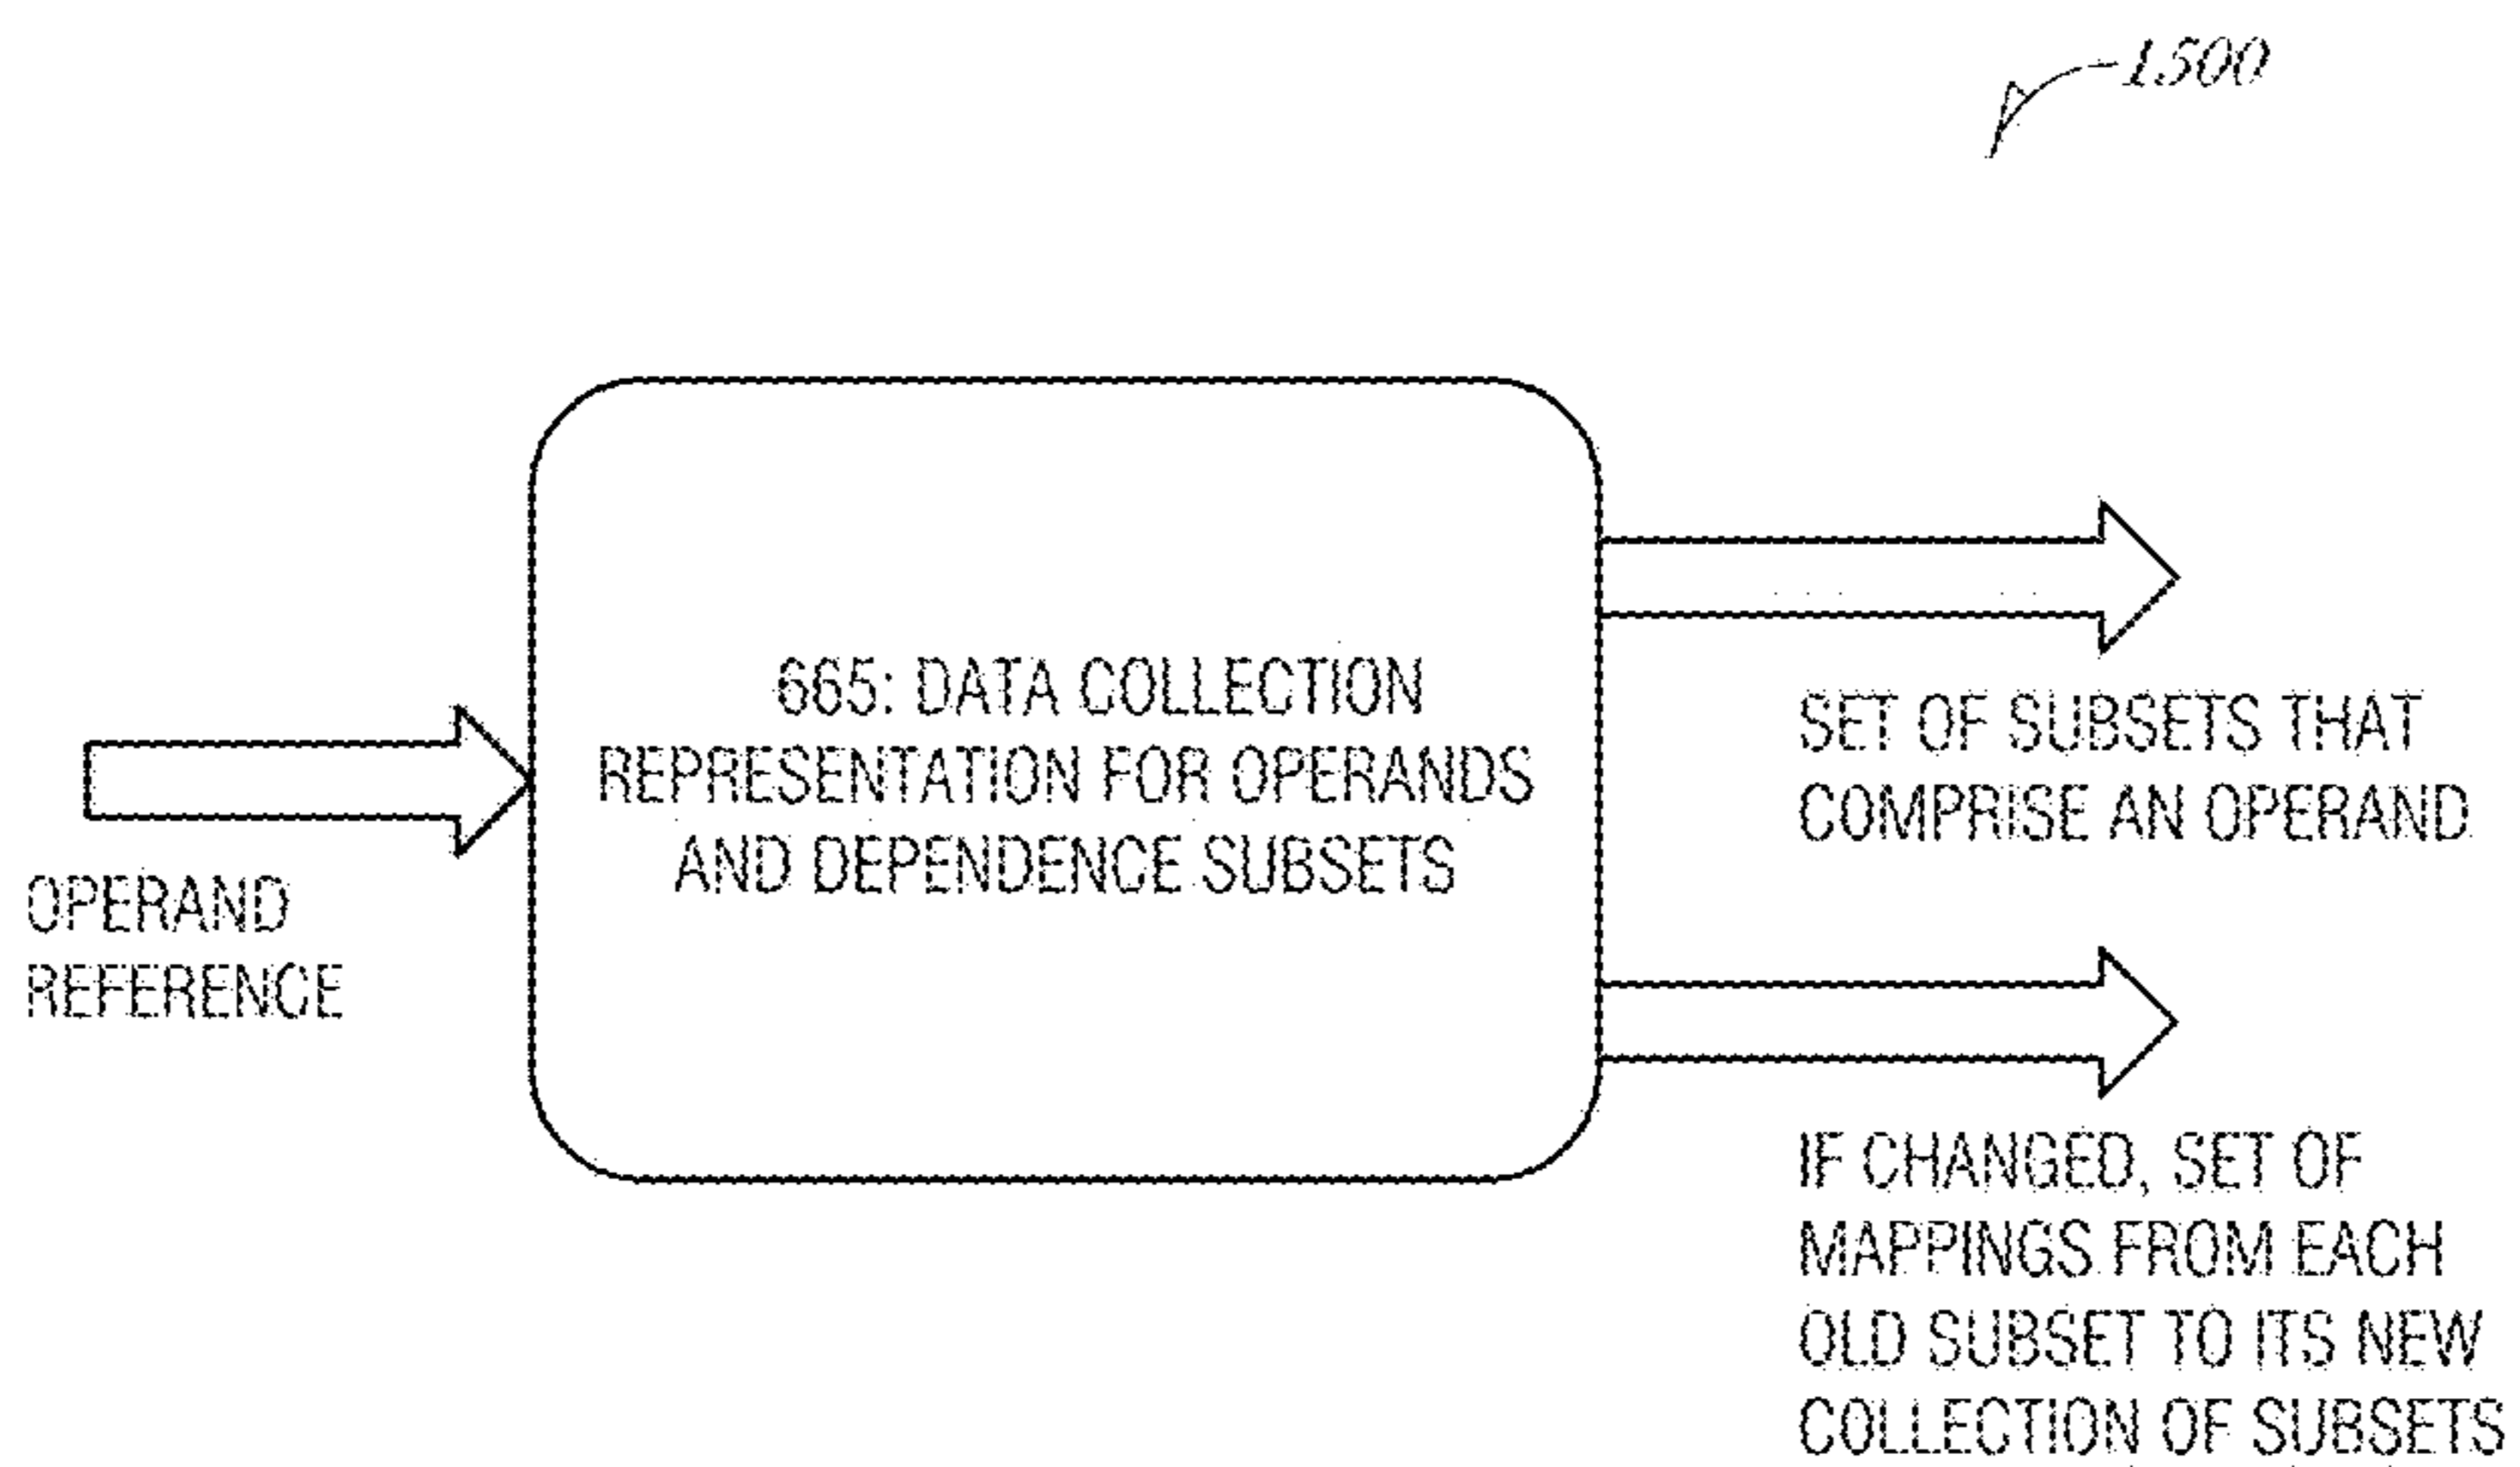 1500
665: DATA COLLECTION
REPRESENTATION FOR OPERANDS
AND DEPENDENCE SUBSETS
OPERAND
REFERENCE
SET OF SUBSETS THAT
COMPRISE AN OPERAND
IF CHANGED, SET OF
MAPPINGS FROM EACH
OLD SUBSET TO ITS NEW
COLLECTION OF SUBSETS